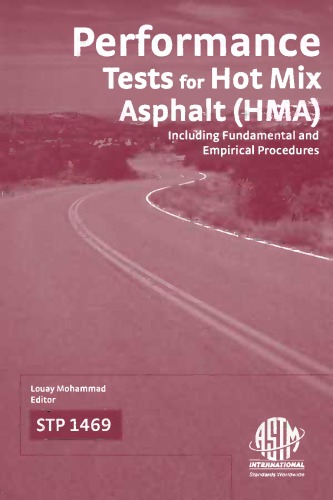 Performance
Tests for Hot Mix
Asphalt (HMA)
Including Fundamental and
Empirical Procedures
Louay Mohammad
Editor
STP 1469
ASTM
INTERNATIONAL
Standards Worldwide